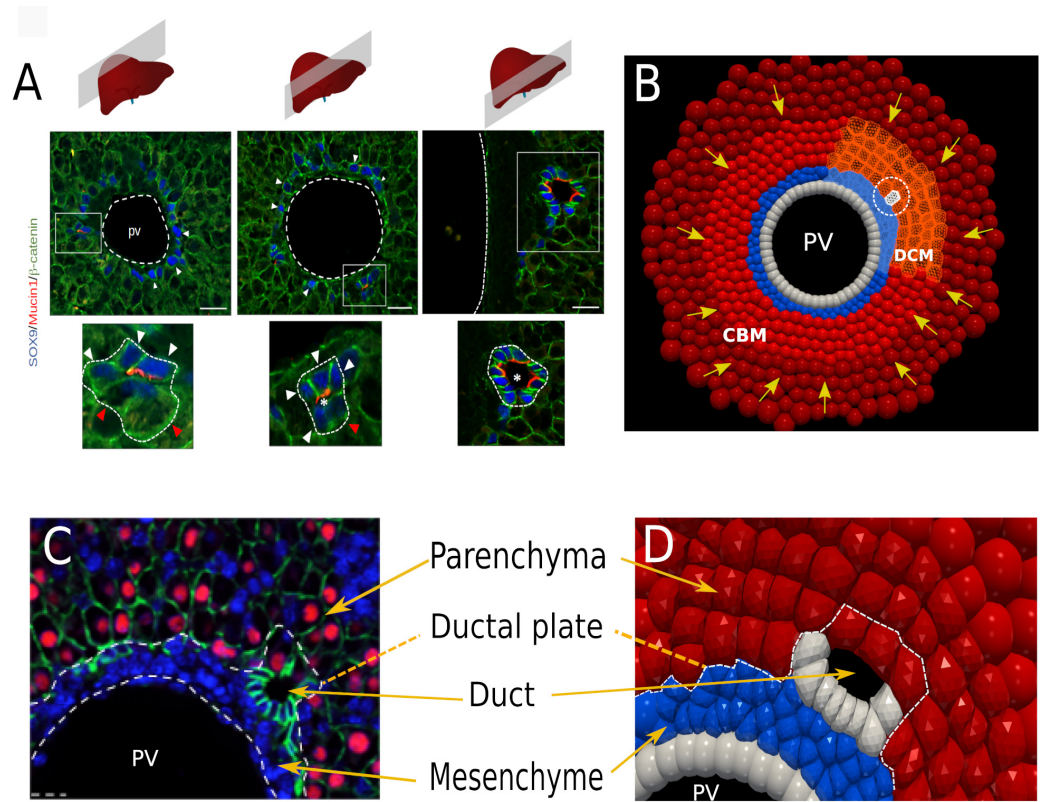 A
SOX9/Mucin1/β-catenin
pv
*
*
B
PV
DCM
CBM
C
PV
Parenchyma
Ductal plate
Duct
Mesenchyme
D
PV